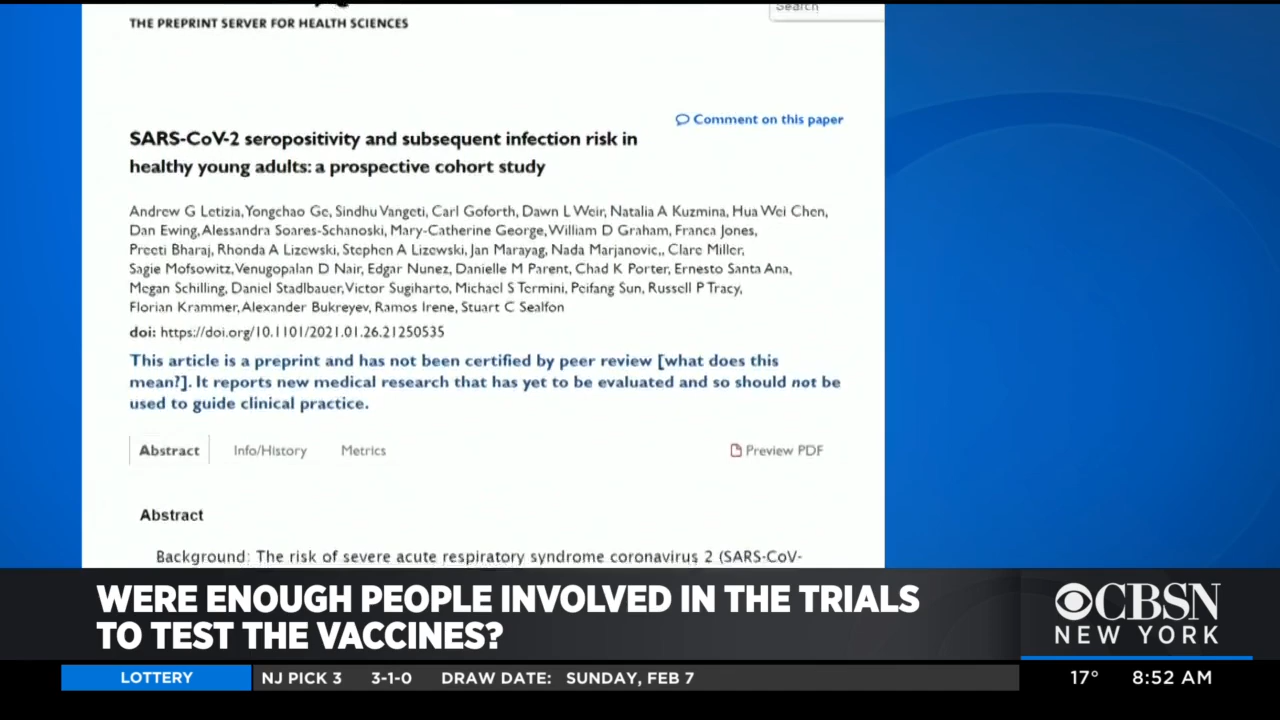 THE PREPRINT SERVER FOR HEALTH SCIENCES
Search
Comment on this paper
SARS-CoV-2 seropositivity and subsequent infection risk in
healthy young adults: a prospective cohort study
Andrew G Letizia, Yongchao Ge, Sindhu Vangeti, Carl Goforth, Dawn L Weir, Natalia A Kuzmina, Hua Wei Chen,
Dan Ewing, Alessandra Soares-Schanoski, Mary-Catherine George, William D Graham, Franca Jones,
Preeti Bharaj, Rhonda A Lizewski, Stephen A Lizewski, Jan Marayag, Nada Marjanovic,, Clare Miller,
Sagie Mofsowitz, Venugopalan D Nair, Edgar Nunez, Danielle M Parent, Chad K Porter, Ernesto Santa Ana,
Megan Schilling, Daniel Stadlbauer, Victor Sugiharto, Michael S Termini, Peifang Sun, Russell P Tracy,
Florian Krammer, Alexander Bukreyev, Ramos Irene, Stuart C Sealfon
doi: https://doi.org/10.1101/2021.01.26.21250535
This article is a preprint and has not been certified by peer review [what does this
mean?]. It reports new medical research that has yet to be evaluated and so should not be
used to guide clinical practice.
Abstract Info/History Metrics Preview PDF
Abstract
Background: The risk of severe acute respiratory syndrome coronavirus 2 (SARS-CoV-
WERE ENOUGH PEOPLE INVOLVED IN THE TRIALS
TO TEST THE VACCINES?
CBSN
NEW YORK
LOTTERY NJ PICK 3 3-1-0 DRAW DATE: SUNDAY, FEB 7 17° 8:52 AM